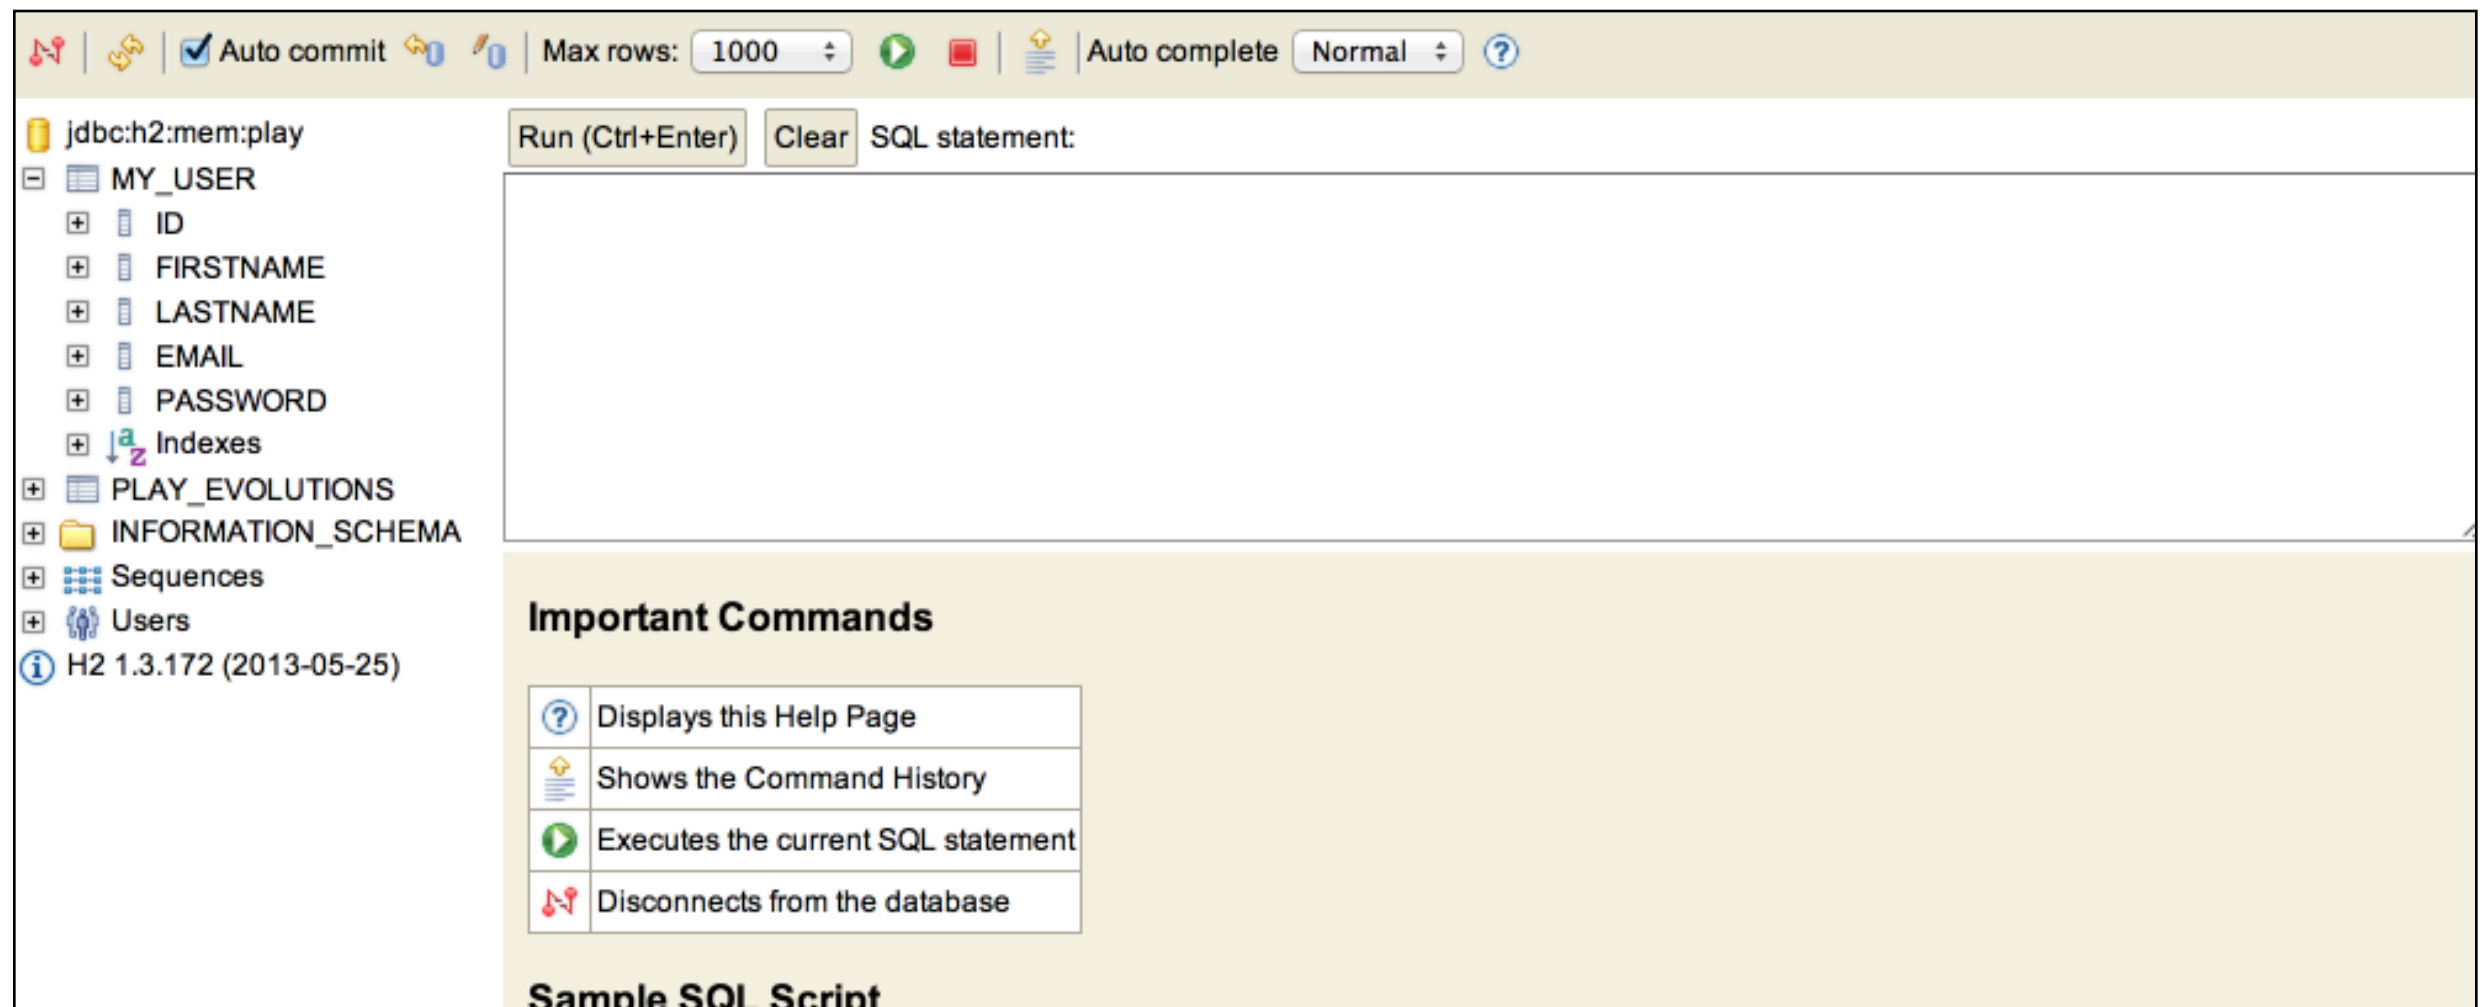 Auto commit Max rows: 1000 Auto complete Normal
jdbc:h2:mem:play
MY_USER
ID
FIRSTNAME
LASTNAME
EMAIL
PASSWORD
Indexes
PLAY_EVOLUTIONS
INFORMATION_SCHEMA
Sequences
Users
H2 1.3.172 (2013-05-25)
Run (Ctrl+Enter) Clear SQL statement:
Important Commands
Displays this Help Page
Shows the Command History
Executes the current SQL statement
Disconnects from the database
Sample SQL Script